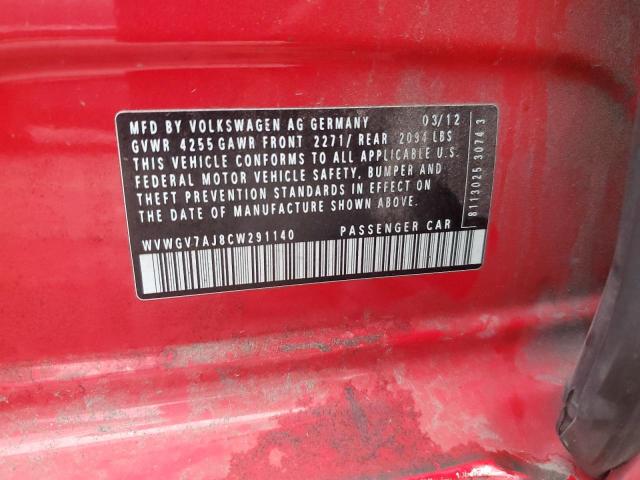 MFD BY VOLKSWAGEN AG GERMANY 03/12
GVWR 4255 GAWR FRONT 2271/ REAR 2094 LBS
THIS VEHICLE CONFORMS TO ALL APPLICABLE U.S.
FEDERAL MOTOR VEHICLE SAFETY, BUMPER AND
THEFT PREVENTION STANDARDS IN EFFECT ON
THE DATE OF MANUFACTURE SHOWN ABOVE.
WVWGV7AJ8CW291140 PASSENGER CAR
8113025 3074 3